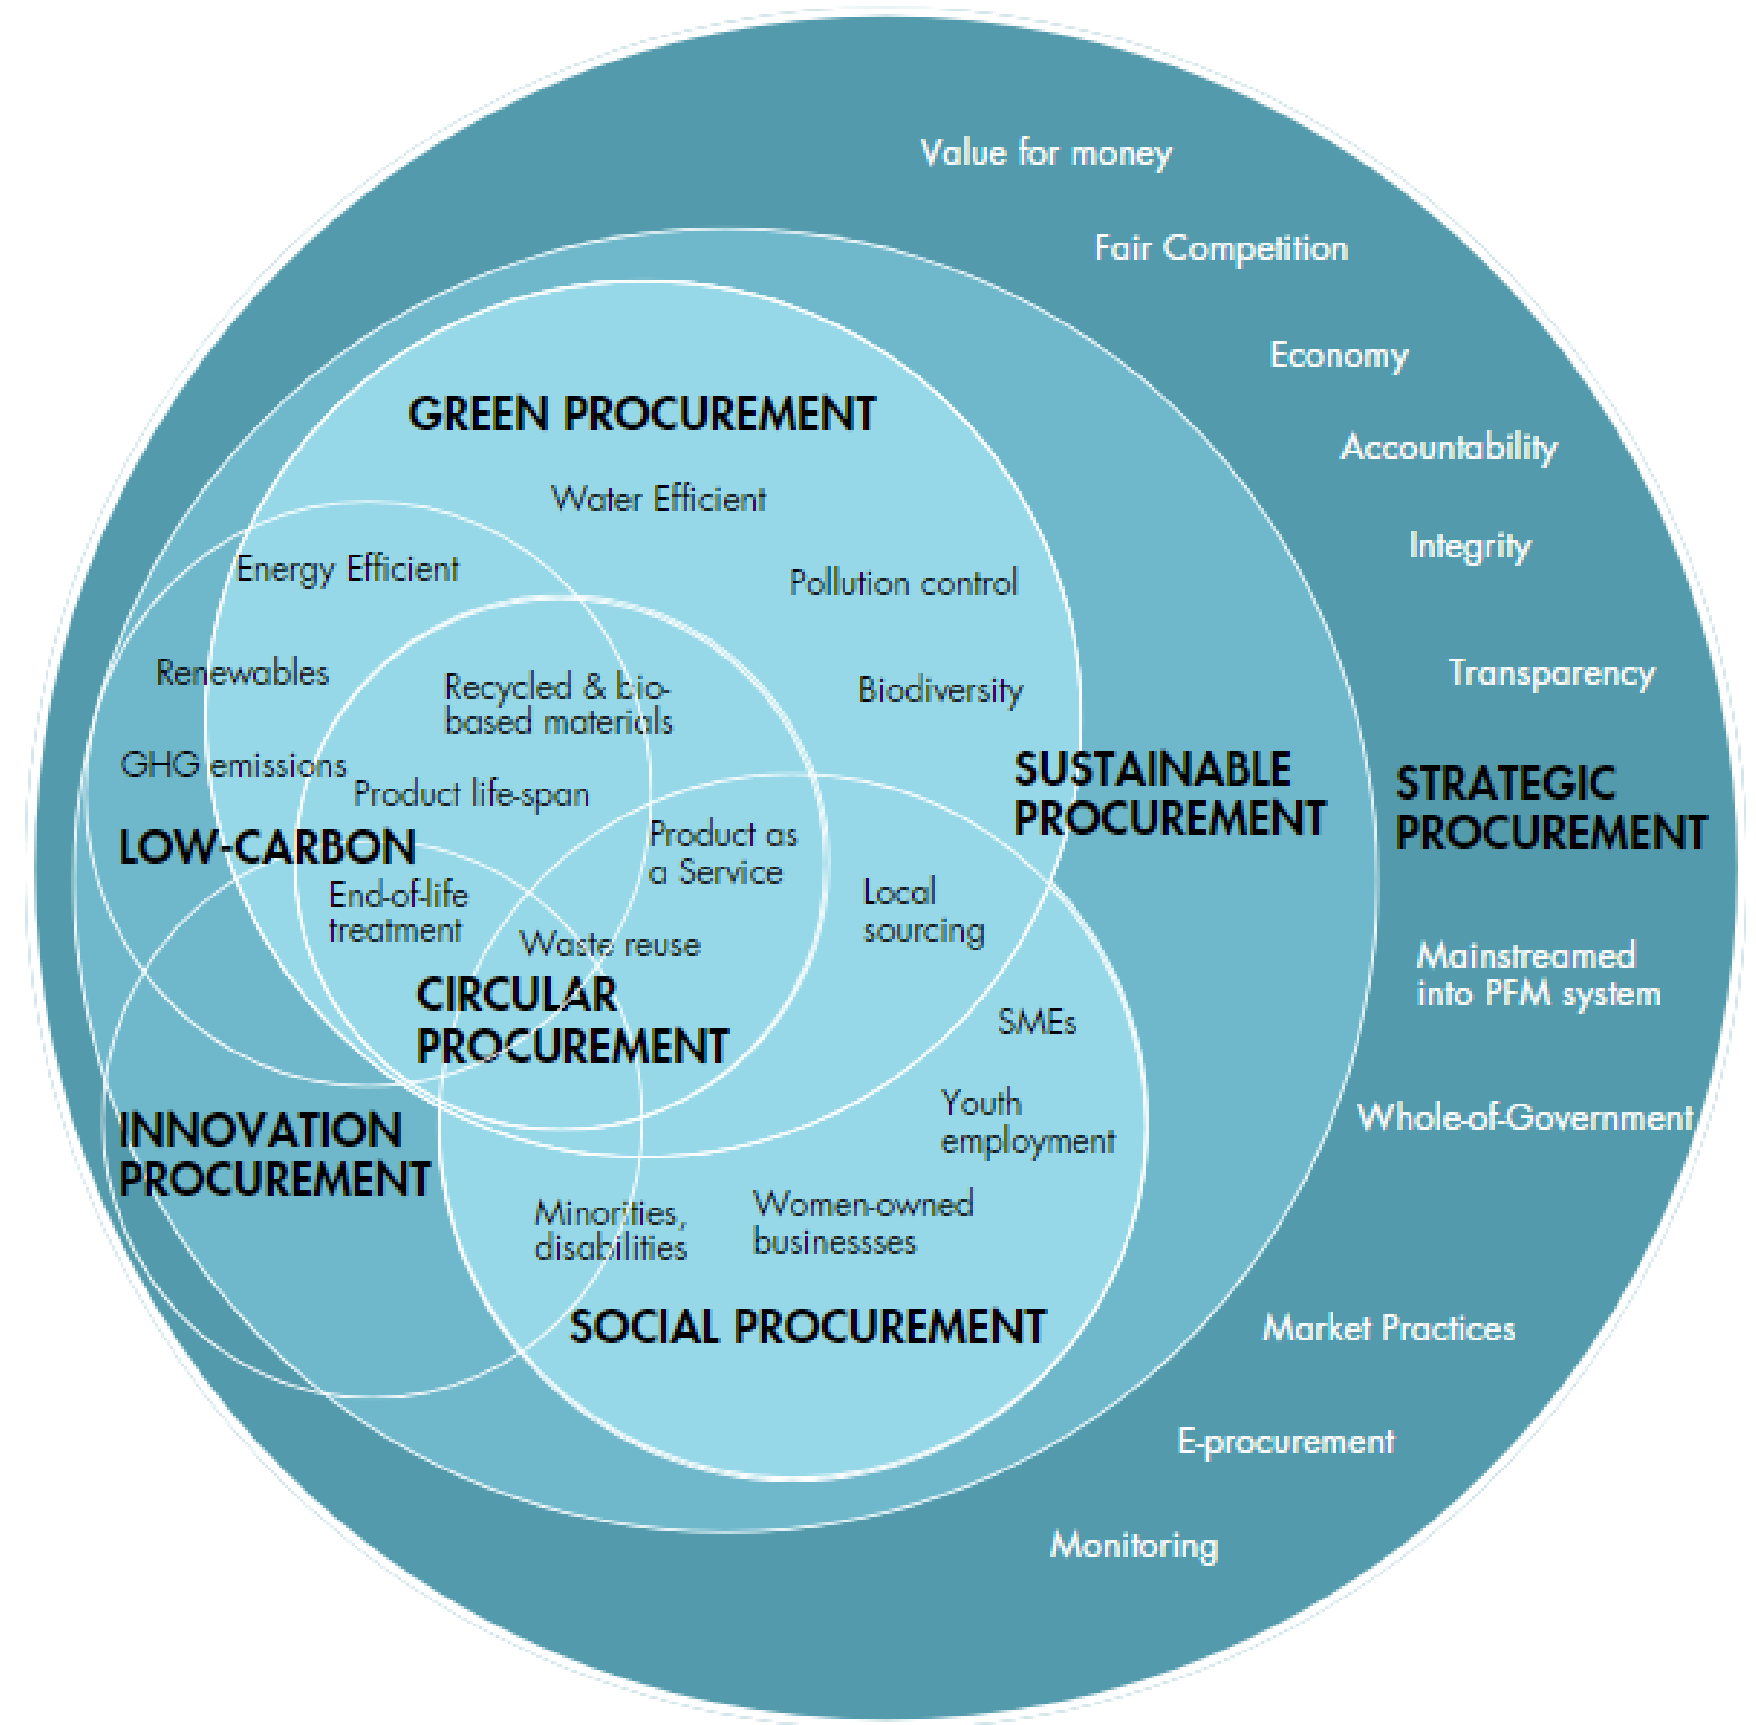 Value for money
Fair Competition
Economy
GREEN PROCUREMENT
Accountability
Water Efficient
Integrity
Energy Efficient
Pollution control
Renewables
Recycled & bio-
based materials
Biodiversity
Transparency
GHG emissions
Product life-span
SUSTAINABLE
PROCUREMENT
STRATEGIC
PROCUREMENT
LOW-CARBON
Product as
a Service
End-of-life
treatment
Local
sourcing
Waste reuse
Mainstreamed
into PFM system
CIRCULAR
PROCUREMENT
SMEs
Youth
employment
Whole-of-Government
INNOVATION
PROCUREMENT
Minorities,
disabilities
Women-owned
businessses
SOCIAL PROCUREMENT
Market Practices
E-procurement
Monitoring